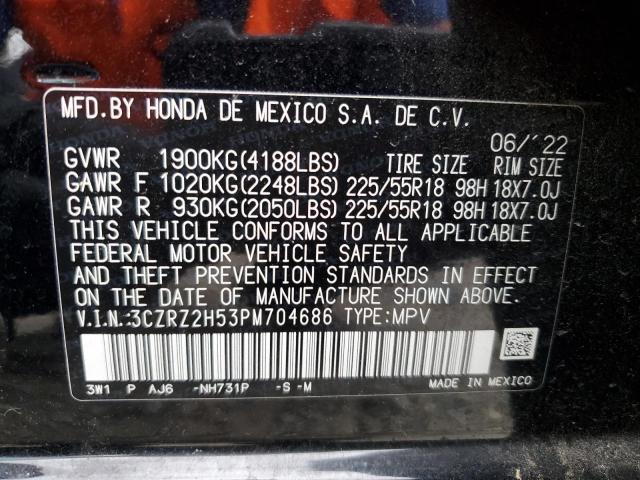 MFD.BY HONDA DE MEXICO S.A. DE C.V.
06/'22
GVWR 1900KG(4188LBS) TIRE SIZE RIM SIZE
GAWR F 1020KG(2248LBS) 225/55R18 98H 18X7.0J
GAWR R 930KG(2050LBS) 225/55R18 98H 18X7.0J
THIS VEHICLE CONFORMS TO ALL APPLICABLE
FEDERAL MOTOR VEHICLE SAFETY
AND THEFT PREVENTION STANDARDS IN EFFECT
ON THE DATE OF MANUFACTURE SHOWN ABOVE.
V.I.N.:3CZRZ2H53PM704686 TYPE:MPV
3W1 P AJ6 -NH731P -S -M
MADE IN MEXICO